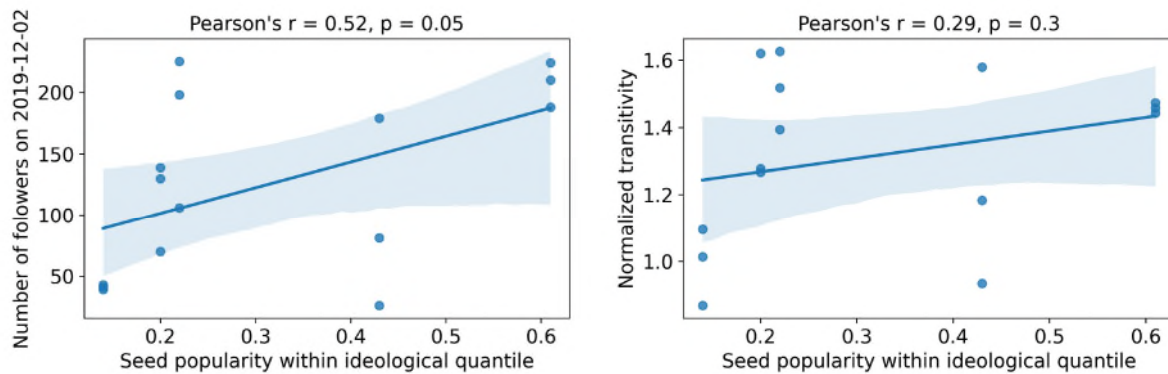 Pearson's r = 0.52, p = 0.05
Number of folowers on 2019-12-02
200
150
100
50
0.2 0.3 0.4 0.5 0.6
Seed popularity within ideological quantile
Pearson's r = 0.29, p = 0.3
Normalized transitivity
1.6
1.4
1.2
1.0
0.2 0.3 0.4 0.5 0.6
Seed popularity within ideological quantile